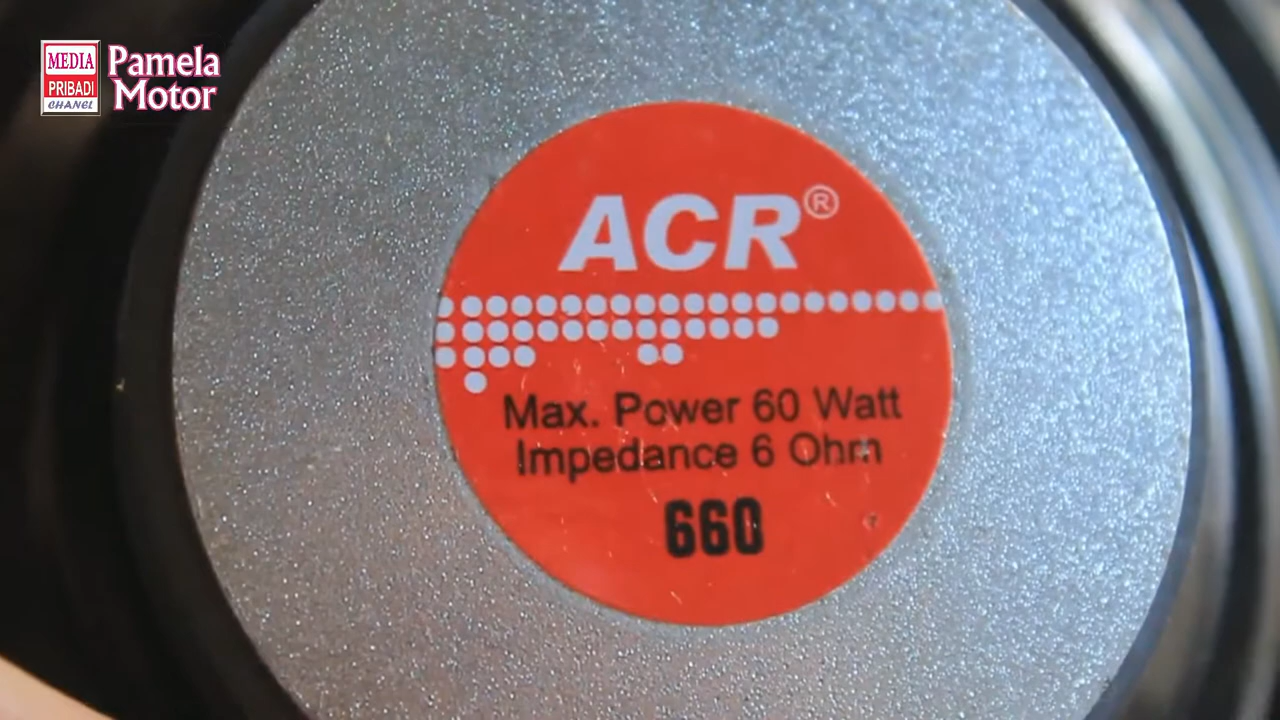 MEDIA
PRIBADI
CHANEL
Pamela
Motor
ACR®
Max. Power 60 Watt
Impedance 6 Ohm
660